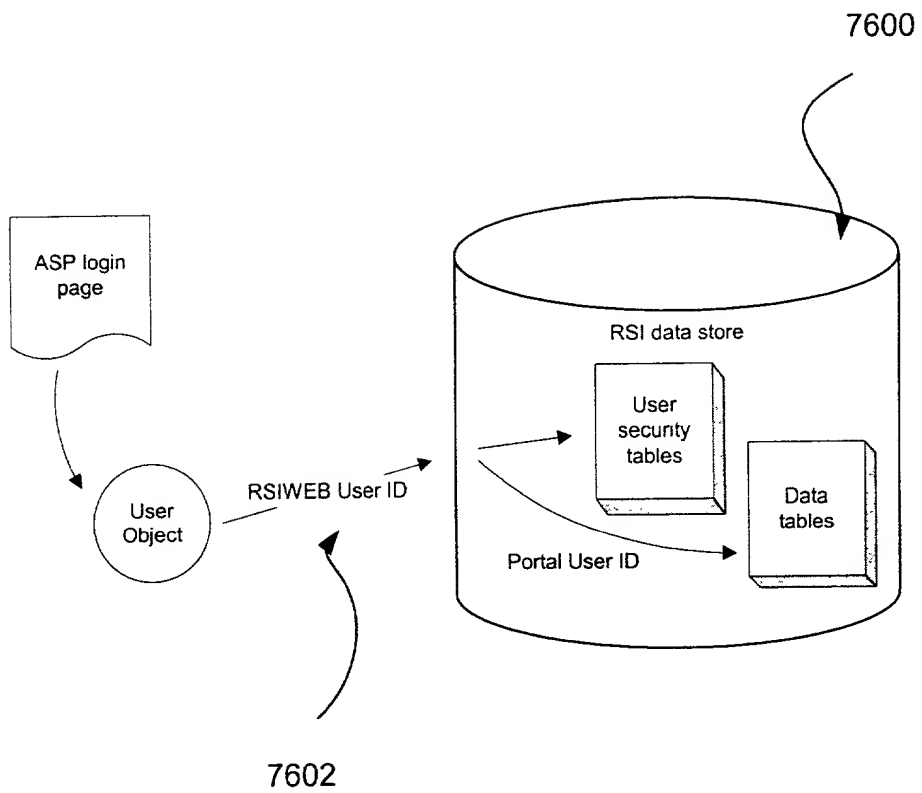 7600
ASP login
page
RSI data store
User
security
tables
User
Object
RSIWEB User ID
Data
tables
Portal User ID
7602